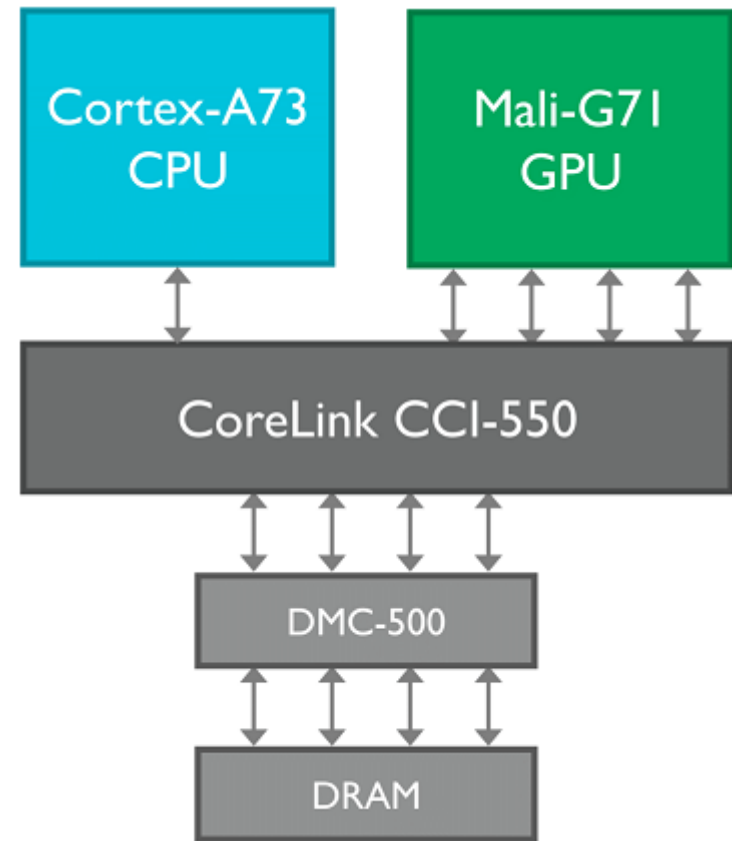 Cortex-A73
CPU
Mali-G71
GPU
CoreLink CCI-550
DMC-500
DRAM